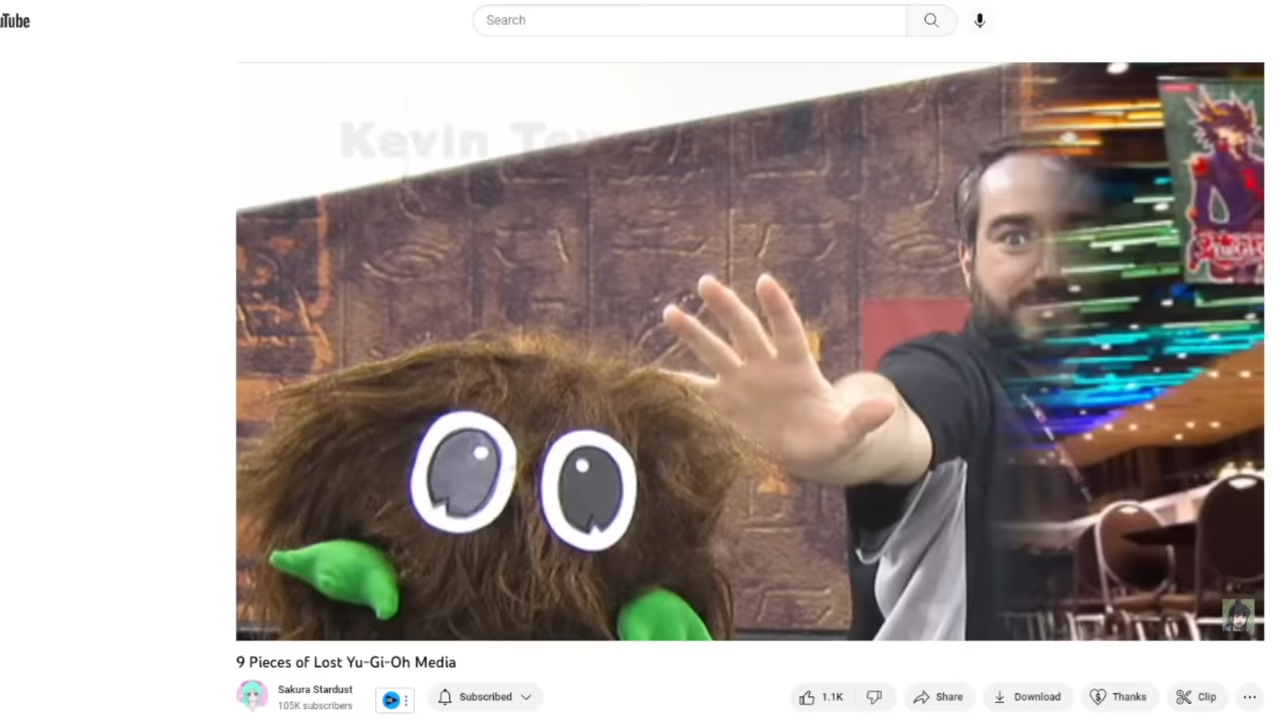 uTube
Search
Kevin
9 Pieces of Lost Yu-Gi-Oh Media
Sakura Stardust
105K subscribers
Subscribed
1.1K
Share
Download
Thanks
Clip